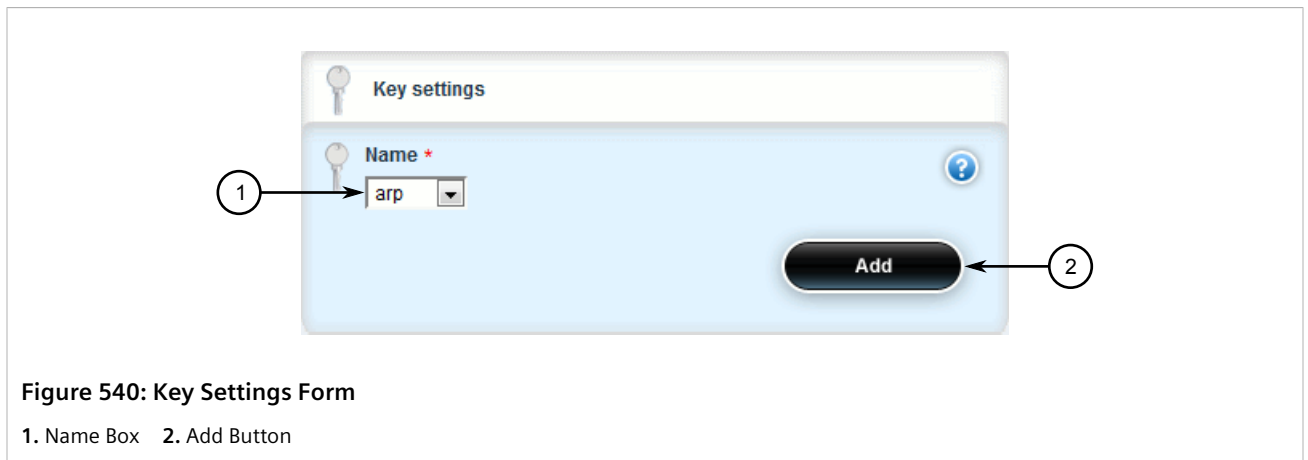 Key settings
Name *
?
1
arp
Add
2
Figure 540: Key Settings Form
1. Name Box 2. Add Button